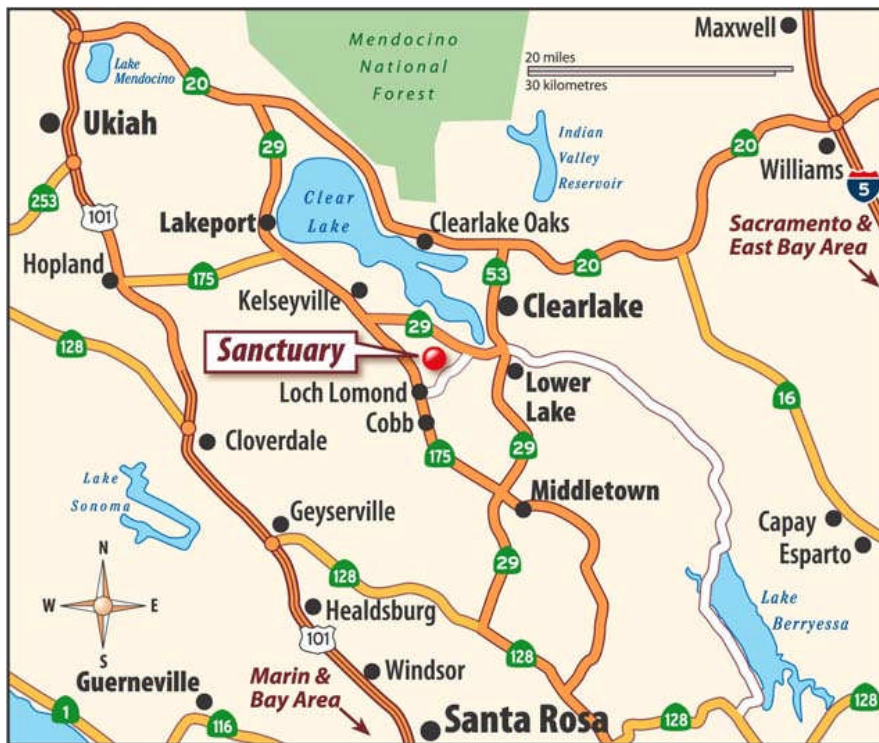 Maxwell
Mendocino
National
Forest
20 miles
30 kilometres
Lake
Mendocino
20
Ukiah
29
Indian
Valley
Reservoir
20
Williams
5
253
101
Clear
Lake
Lakeport
Clearlake Oaks
Sacramento &
East Bay Area
Hopland
175
53
20
Kelseyville
Clearlake
128
29
Sanctuary
Lower
Lake
Loch Lomond
16
Cobb
Cloverdale
175
29
Lake
Sonoma
Middletown
Geyserville
Capay
Esparto
N
W
E
S
128
29
Healdsburg
Lake
Berryessa
101
128
Marin &
Bay Area
Windsor
Guerneville
1
116
Santa Rosa
128
128